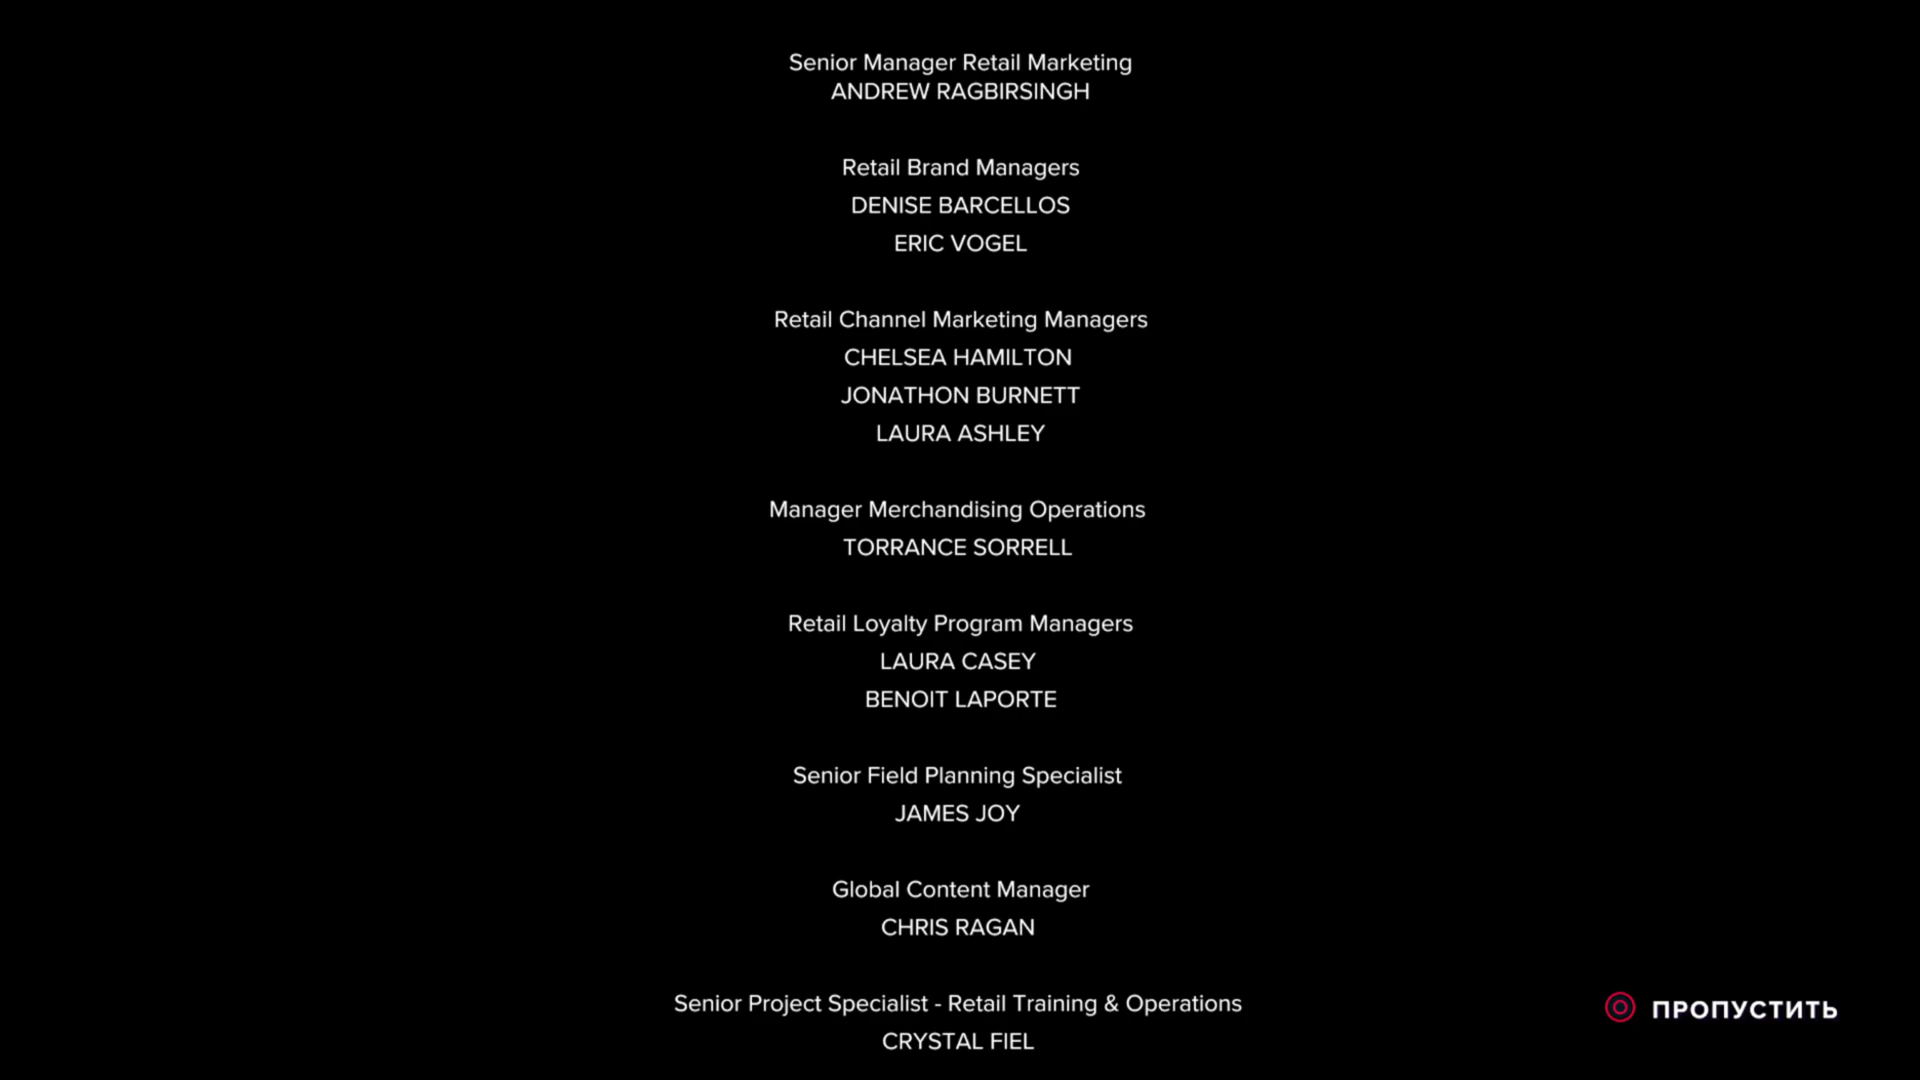 Senior Manager Retail Marketing
ANDREW RAGBIRSINGH
Retail Brand Managers
DENISE BARCELLOS
ERIC VOGEL
Retail Channel Marketing Managers
CHELSEA HAMILTON
JONATHON BURNETT
LAURA ASHLEY
Manager Merchandising Operations
TORRANCE SORRELL
Retail Loyalty Program Managers
LAURA CASEY
BENOIT LAPORTE
Senior Field Planning Specialist
JAMES JOY
Global Content Manager
CHRIS RAGAN
Senior Project Specialist - Retail Training & Operations
CRYSTAL FIEL
ПРОПУСТИТЬ